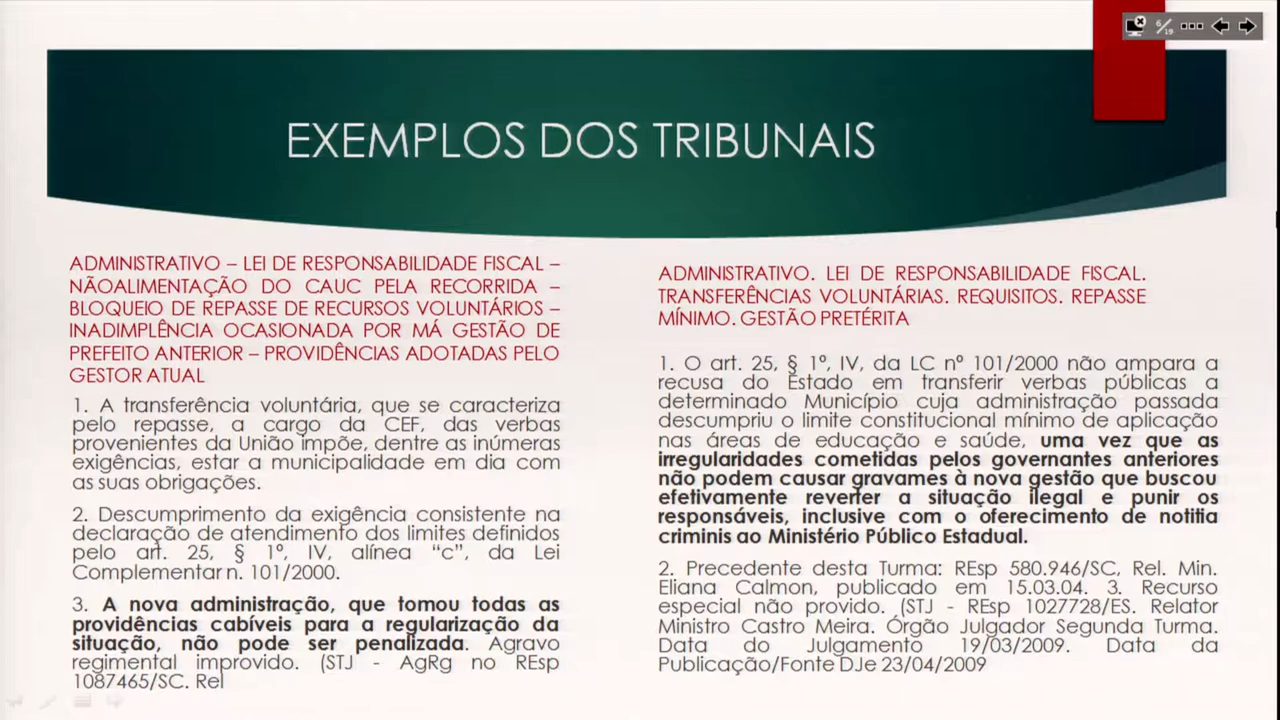 6/19
EXEMPLOS DOS TRIBUNAIS
ADMINISTRATIVO – LEI DE RESPONSABILIDADE FISCAL –
NÃOALIMENTAÇÃO DO CAUC PELA RECORRIDA –
BLOQUEIO DE REPASSE DE RECURSOS VOLUNTÁRIOS –
INADIMPLÊNCIA OCASIONADA POR MÁ GESTÃO DE
PREFEITO ANTERIOR – PROVIDÊNCIAS ADOTADAS PELO
GESTOR ATUAL
1. A transferência voluntária, que se caracteriza
pelo repasse, a cargo da CEF, das verbas
provenientes da União impõe, dentre as inúmeras
exigências, estar a municipalidade em dia com
as suas obrigações.
2. Descumprimento da exigência consistente na
declaração de atendimento dos limites definidos
pelo art. 25, § 1º, IV, alínea “c”, da Lei
Complementar n. 101/2000.
3. A nova administração, que tomou todas as
providências cabíveis para a regularização da
situação, não pode ser penalizada. Agravo
regimental improvido. (STJ - AgRg no REsp
1087465/SC. Rel
ADMINISTRATIVO. LEI DE RESPONSABILIDADE FISCAL.
TRANSFERÊNCIAS VOLUNTÁRIAS. REQUISITOS. REPASSE
MÍNIMO. GESTÃO PRETÉRITA
1. O art. 25, § 1º, IV, da LC nº 101/2000 não ampara a
recusa do Estado em transferir verbas públicas a
determinado Município cuja administração passada
descumpriu o limite constitucional mínimo de aplicação
nas áreas de educação e saúde, uma vez que as
irregularidades cometidas pelos governantes anteriores
não podem causar gravames à nova gestão que buscou
efetivamente reverter a situação ilegal e punir os
responsáveis, inclusive com o oferecimento de notitia
criminis ao Ministério Público Estadual.
2. Precedente desta Turma: REsp 580.946/SC, Rel. Min.
Eliana Calmon, publicado em 15.03.04. 3. Recurso
especial não provido. (STJ - REsp 1027728/ES. Relator
Ministro Castro Meira. Órgão Julgador Segunda Turma.
Data do Julgamento 19/03/2009. Data da
Publicação/Fonte DJe 23/04/2009